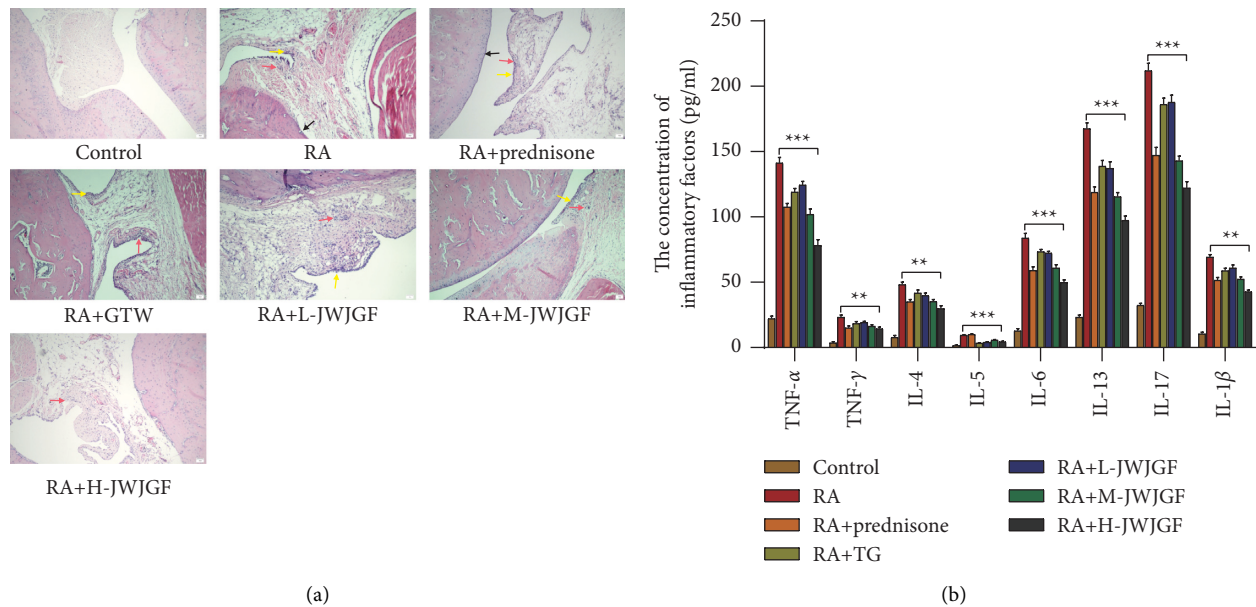 Control
RA
RA+prednisone
RA+GTW
RA+L-JWJGF
RA+M-JWJGF
RA+H-JWJGF
(a)
The concentration of
inflammatory factors (pg/ml)
250
200
150
100
50
0
***
**
**
***
***
***
***
**
TNF-α
TNF-γ
IL-4
IL-5
IL-6
IL-13
IL-17
IL-1β
Control
RA
RA+prednisone
RA+TG
RA+L-JWJGF
RA+M-JWJGF
RA+H-JWJGF
(b)